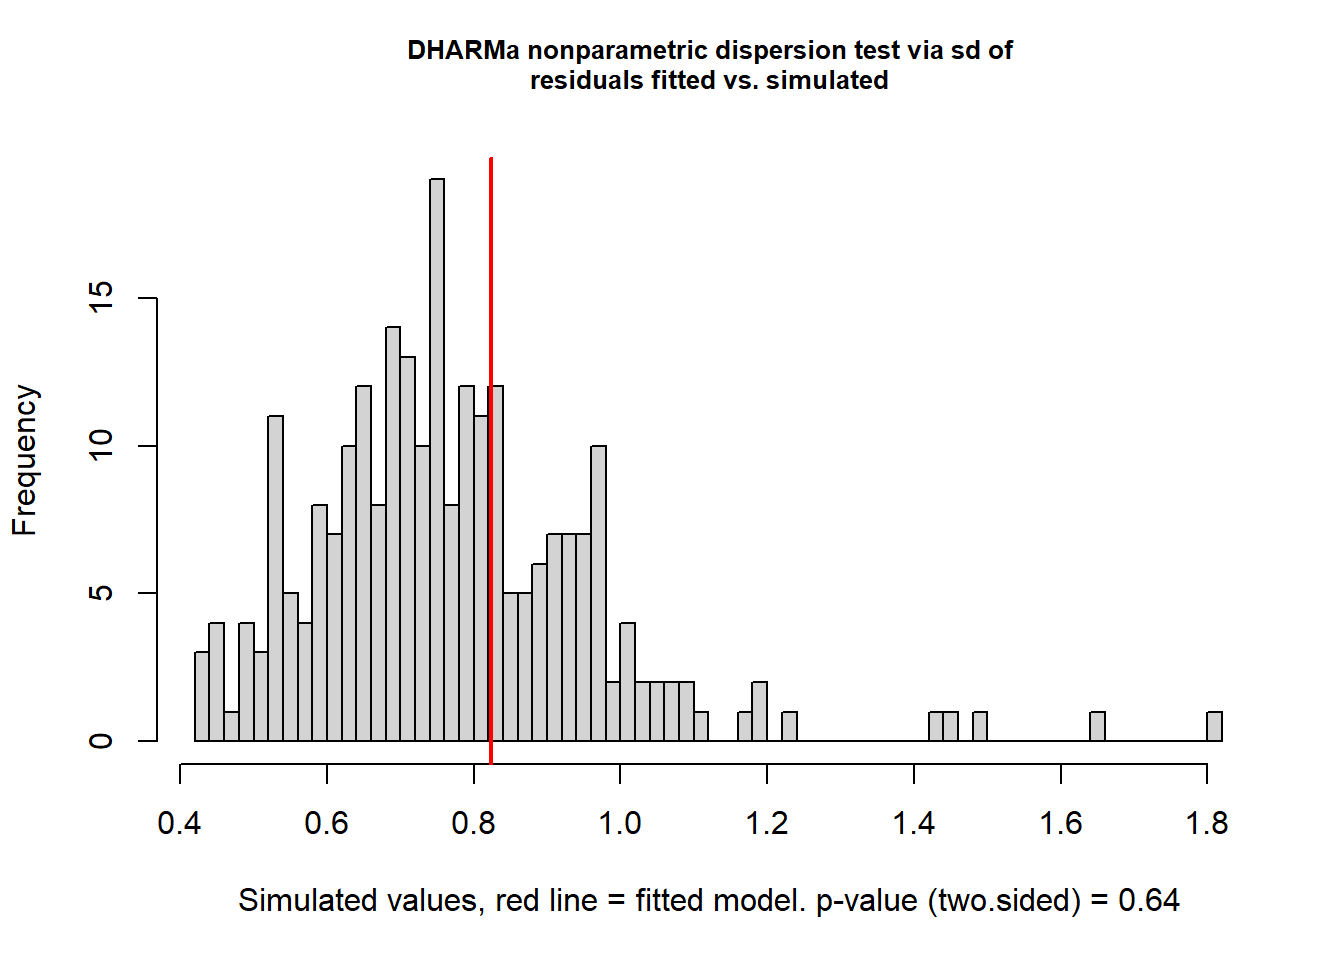 DHARMa nonparametric dispersion test via sd of
residuals fitted vs. simulated
Frequency
15
10
5
0
0.4 0.6 0.8 1.0 1.2 1.4 1.6 1.8
Simulated values, red line = fitted model. p-value (two.sided) = 0.64